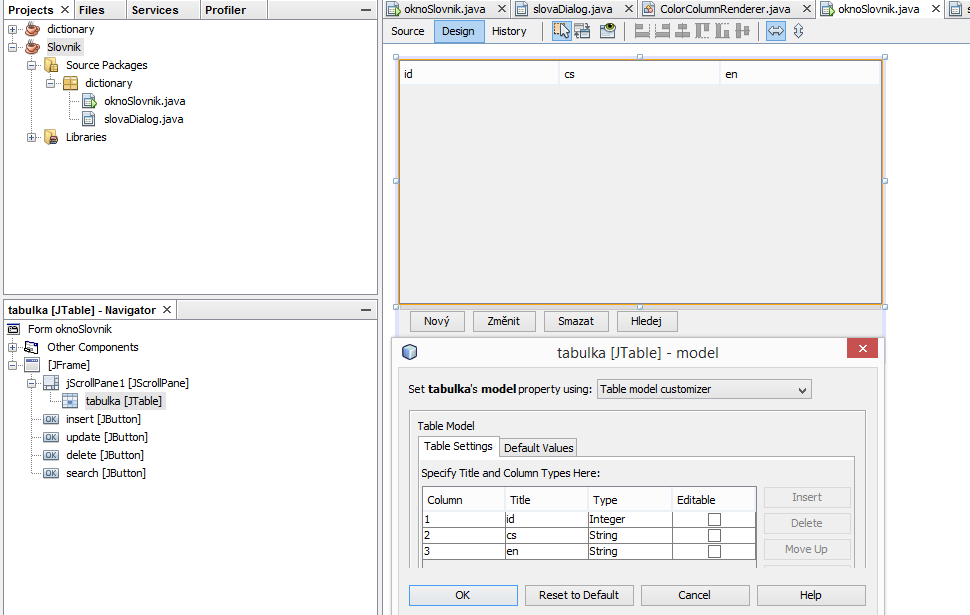 Projects Files Services Profiler
dictionary
Slovnik
Source Packages
dictionary
oknoSlovnik.java
slovaDialog.java
Libraries
tabulka [JTable] - Navigator
Form oknoSlovnik
Other Components
[JFrame]
jScrollPane1 [JScrollPane]
tabulka [JTable]
OK insert [JButton]
OK update [JButton]
OK delete [JButton]
OK search [JButton]
oknoSlovnik.java slovaDialog.java ColorColumnRenderer.java oknoSlovnik.java
Source Design History
id cs en
Nový Změnit Smazat Hledej
tabulka [JTable] - model
Set tabulka's model property using: Table model customizer
Table Model
Table Settings Default Values
Specify Title and Column Types Here:
Column Title Type Editable
1 id Integer
2 cs String
3 en String
Insert
Delete
Move Up
OK Reset to Default Cancel Help